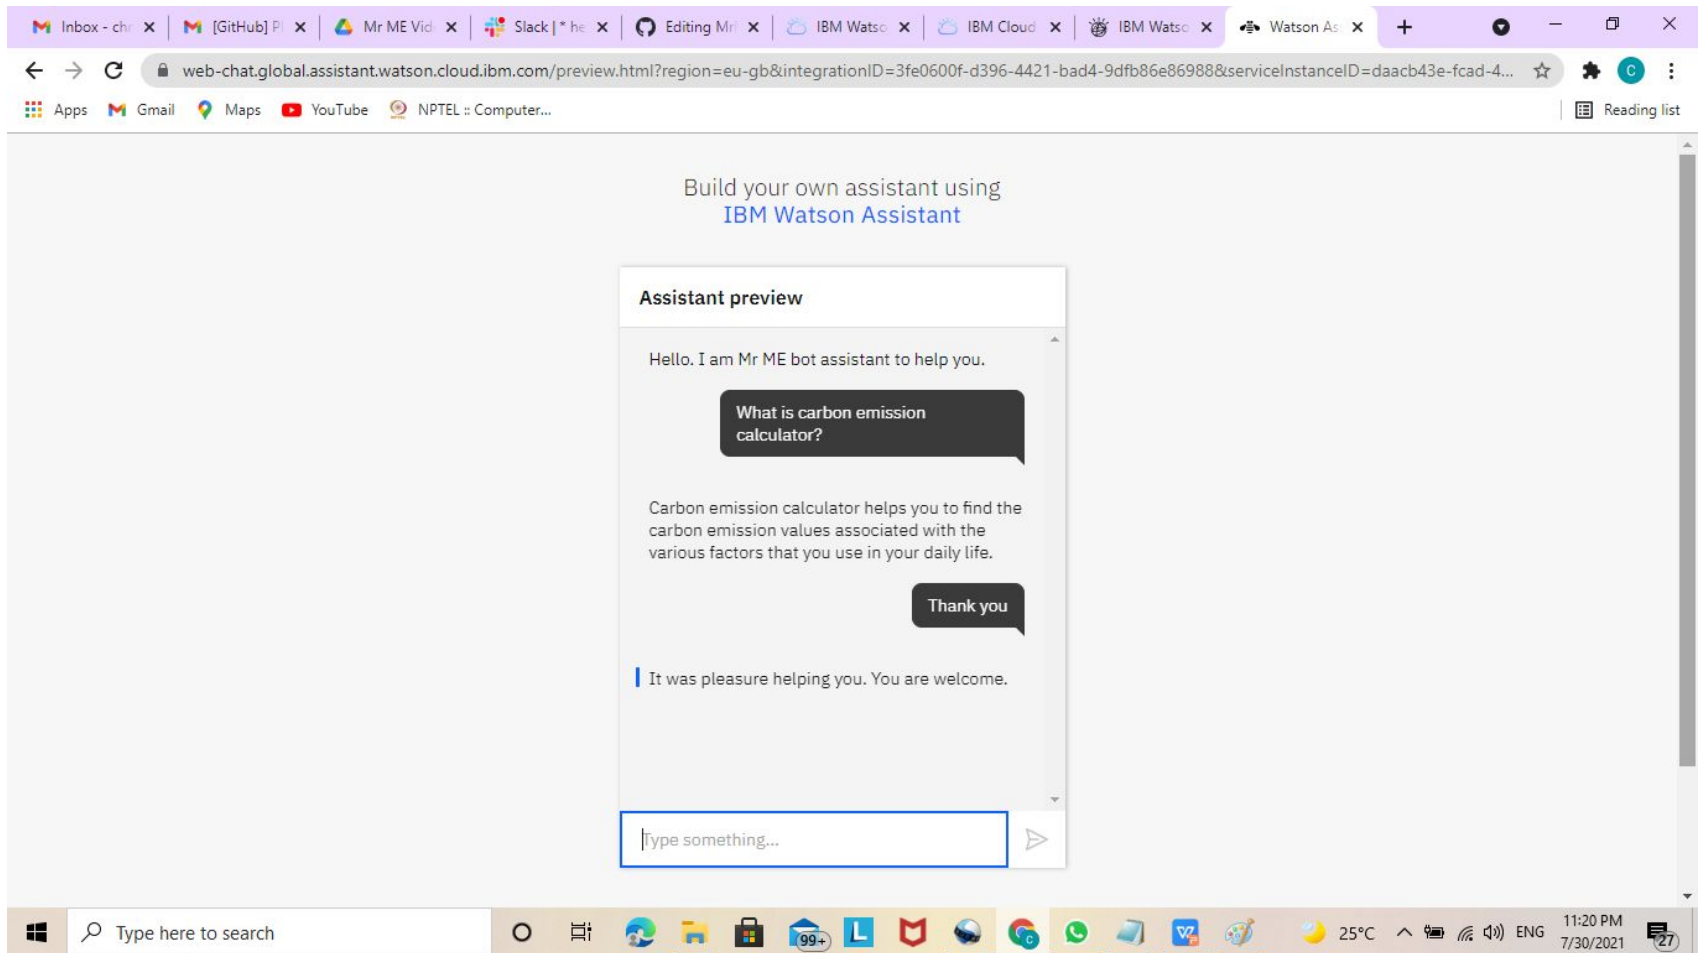 Inbox - ch
[GitHub] P
Mr ME Vid
Slack | * he
Editing Mr
IBM Watso
IBM Cloud
IBM Watso
Watson As
web-chat.global.assistant.watson.cloud.ibm.com/preview.html?region=eu-gb&integrationID=3fe0600f-d396-4421-bad4-9dfb86e86988&serviceInstanceID=daacb43e-fcad-4...
C
Apps
Gmail
Maps
YouTube
NPTEL :: Computer...
Reading list
Build your own assistant using
IBM Watson Assistant
Assistant preview
Hello. I am Mr ME bot assistant to help you.
What is carbon emission
calculator?
Carbon emission calculator helps you to find the
carbon emission values associated with the
various factors that you use in your daily life.
Thank you
It was pleasure helping you. You are welcome.
Type something...
Type here to search
99+
L
25°C
ENG
11:20 PM
7/30/2021
27